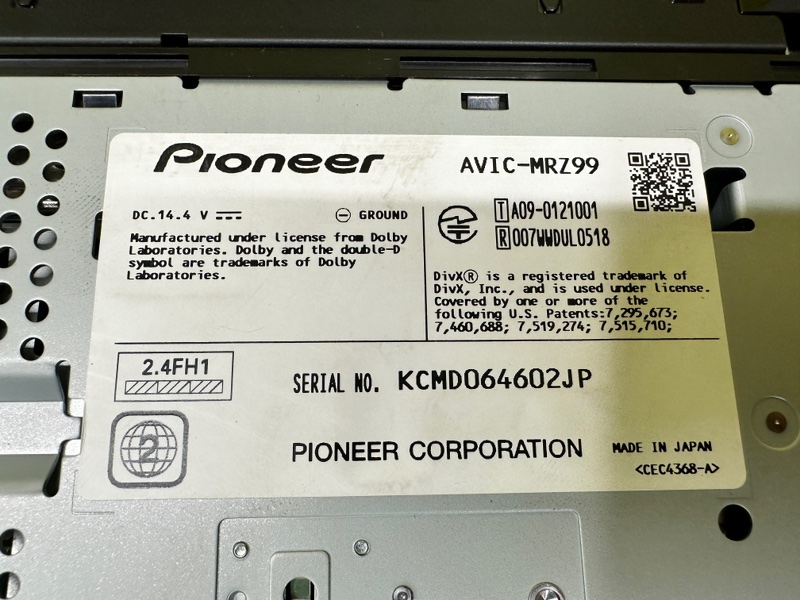 Pioneer
AVIC-MRZ99
DC.14.4 V
GROUND
Manufactured under license from Dolby
Laboratories. Dolby and the double-D
symbol are trademarks of Dolby
Laboratories.
T A09-0121001
R 007WWDUL0518
DivX® is a registered trademark of
DivX, Inc., and is used under license.
Covered by one or more of the
following U.S. Patents:7,295,673;
7,460,688; 7,519,274; 7,515,710;
2.4FH1
SERIAL NO. KCMD064602JP
2
PIONEER CORPORATION
MADE IN JAPAN
<CEC4368-A>